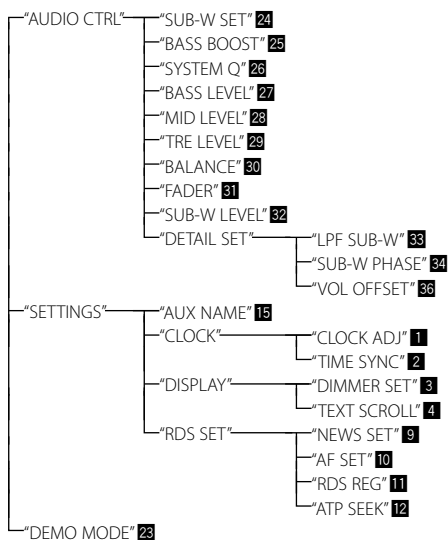 “AUDIO CTRL” “SUB-W SET” 24
“BASS BOOST” 25
“SYSTEM Q” 26
“BASS LEVEL” 27
“MID LEVEL” 28
“TRE LEVEL” 29
“BALANCE” 30
“FADER” 31
“SUB-W LEVEL” 32
“DETAIL SET” “LPF SUB-W” 33
“SUB-W PHASE” 34
“VOL OFFSET” 36
“SETTINGS” “AUX NAME” 15
“CLOCK” “CLOCK ADJ” 1
“TIME SYNC” 2
“DISPLAY” “DIMMER SET” 3
“TEXT SCROLL” 4
“RDS SET” “NEWS SET” 9
“AF SET” 10
“RDS REG” 11
“ATP SEEK” 12
“DEMO MODE” 23